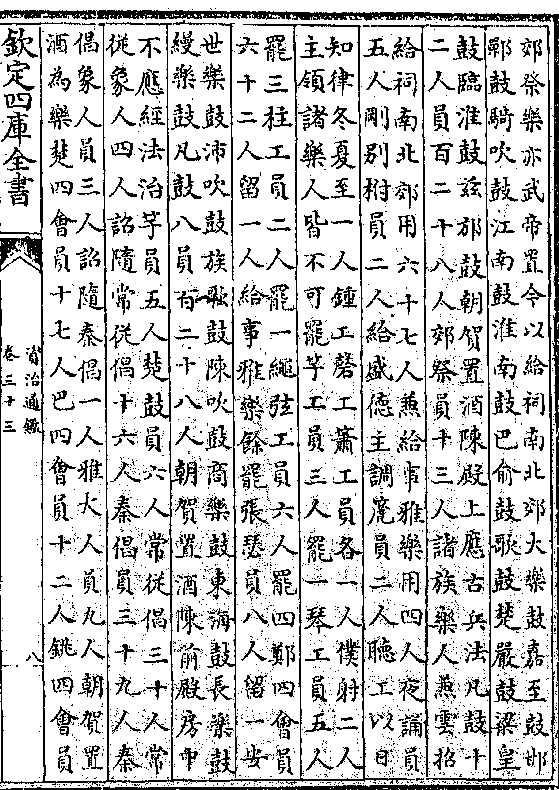 郊祭樂亦武帝置今以給祠南北郊大樂鼓嘉至鼓邯
鄲鼓騎吹鼓江南鼓淮南鼓巴俞鼓歌鼓楚嚴鼓梁皇
鼓臨淮鼓兹邡鼓朝賀置酒陳殿上應古兵法凡鼓十
二人員百二十八人郊祭員十三人諸族樂人兼雲招
給祠南北郊用六十七人兼給事雅樂用四人夜誦員
五人剛别柎員二人給盛德主調箎員二人聽工以日
知律冬夏至一人鍾工磬工簫工員各一人僕射二人
主領諸樂人皆不可罷竽工員三人罷一琴工員五人
罷三柱工員二人罷一繩弦工員六人罷四鄭四會員
六十二人留一人給事雅樂餘罷張瑟員八人留一安
世樂鼓沛吹鼓族歌鼓陳吹鼓商樂鼓東海鼓長樂鼓
縵樂鼓凡鼓八員百二十八人朝賀置酒陳前殿房中
不應經法治竽員五人楚鼓員六人常從倡三十人常
從象人四人詔隨常從倡十六人秦倡員三十九人秦
倡象人員三人詔隨秦倡一人雅大人員九人朝賀置
酒為樂楚四會員十七人巴四會員十二人銚四會員
欽定四庫全書
資治通鑑
卷三十三
八